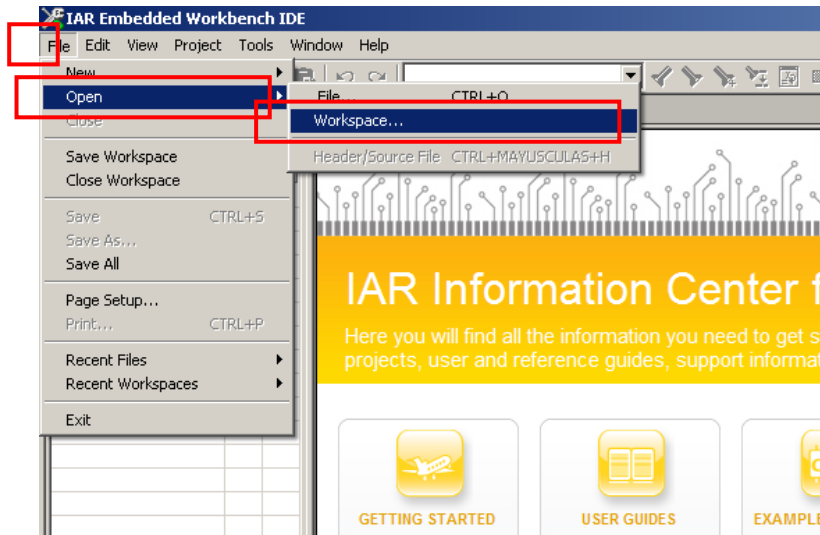 IAR Embedded Workbench IDE
File Edit View Project Tools Window Help
New
Open
Close
Save Workspace
Close Workspace
Save CTRL+S
Save As...
Save All
Page Setup...
Print... CTRL+P
Recent Files
Recent Workspaces
Exit
File... CTRL+O
Workspace...
Header/Source File CTRL+MAYUSCULAS+H
IAR Information Center f
Here you will find all the information you need to get s
projects, user and reference guides, support informat
GETTING STARTED
USER GUIDES
EXAMPLE